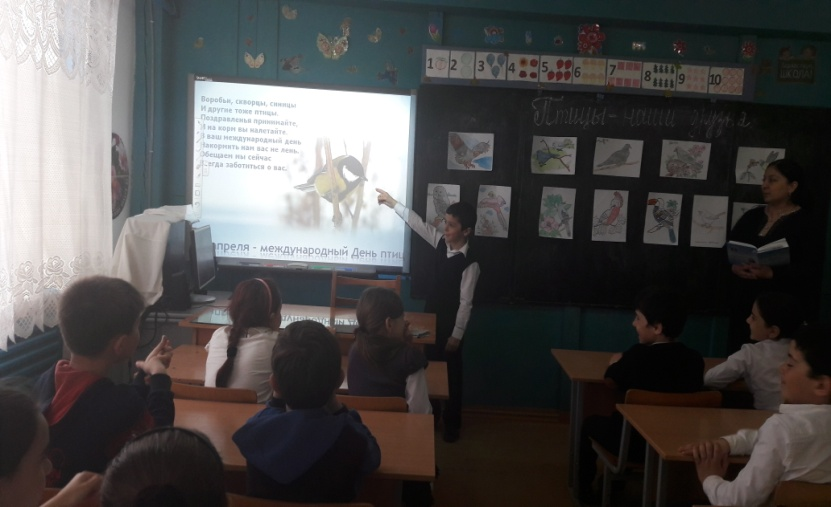 Воробьи, скворцы, синицы
И другие тоже птицы.
Поздравленья принимайте,
И на корм вы налетайте.
В ваш международный день
Накормить нам вас не лень.
Обещаем мы сейчас
Всегда заботиться о вас.
апреля - международный День птиц
1 2 3 4 5 6 7 8 9 10
Птицы - наши
ШКОЛА!